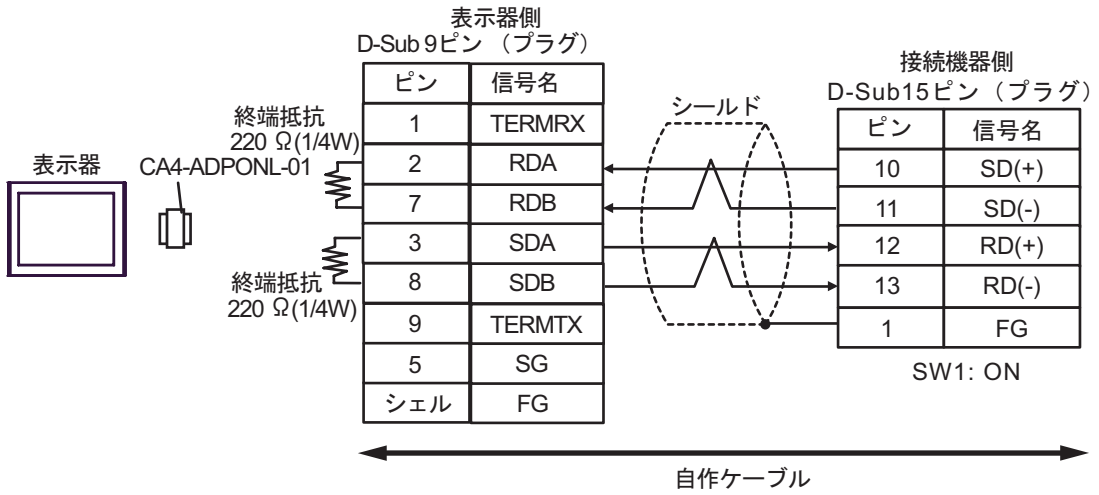 表示器側
D-Sub 9ピン （プラグ）
ピン 信号名
1 TERMRX
2 RDA
7 RDB
3 SDA
8 SDB
9 TERMTX
5 SG
シェル FG
終端抵抗
220 Ω(1/4W)
表示器
CA4-ADPONL-01
終端抵抗
220 Ω(1/4W)
シールド
接続機器側
D-Sub15ピン（プラグ）
ピン 信号名
10 SD(+)
11 SD(-)
12 RD(+)
13 RD(-)
1 FG
SW1: ON
自作ケーブル